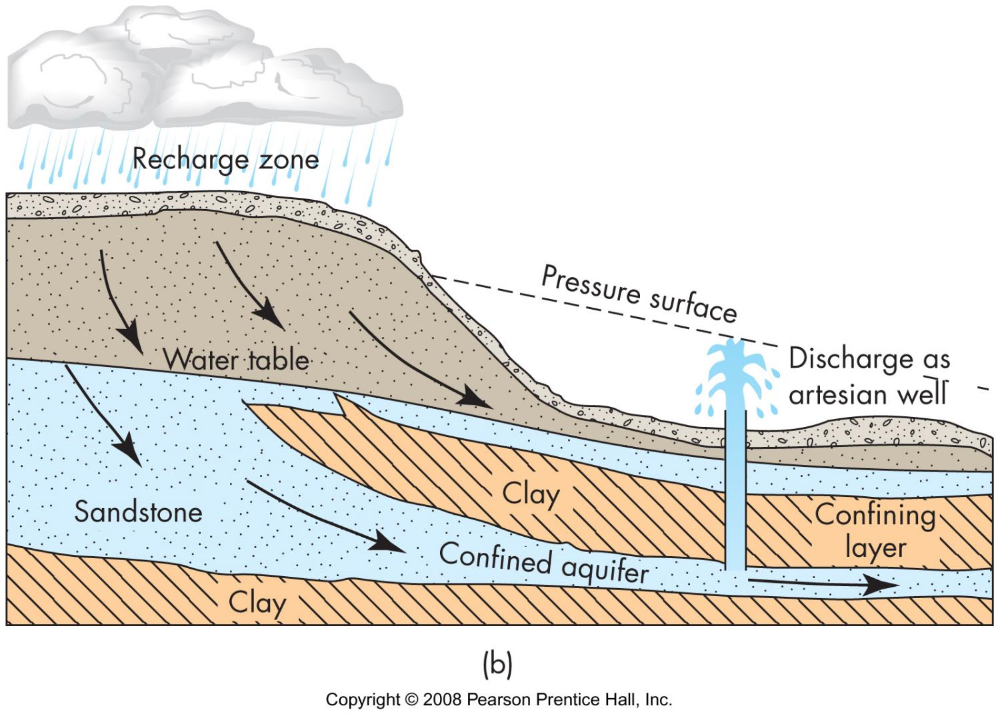 Recharge zone
Pressure surface
Discharge as
artesian well
Water table
Sandstone
Clay
Confining
layer
Confined aquifer
Clay
(b)
Copyright © 2008 Pearson Prentice Hall, Inc.